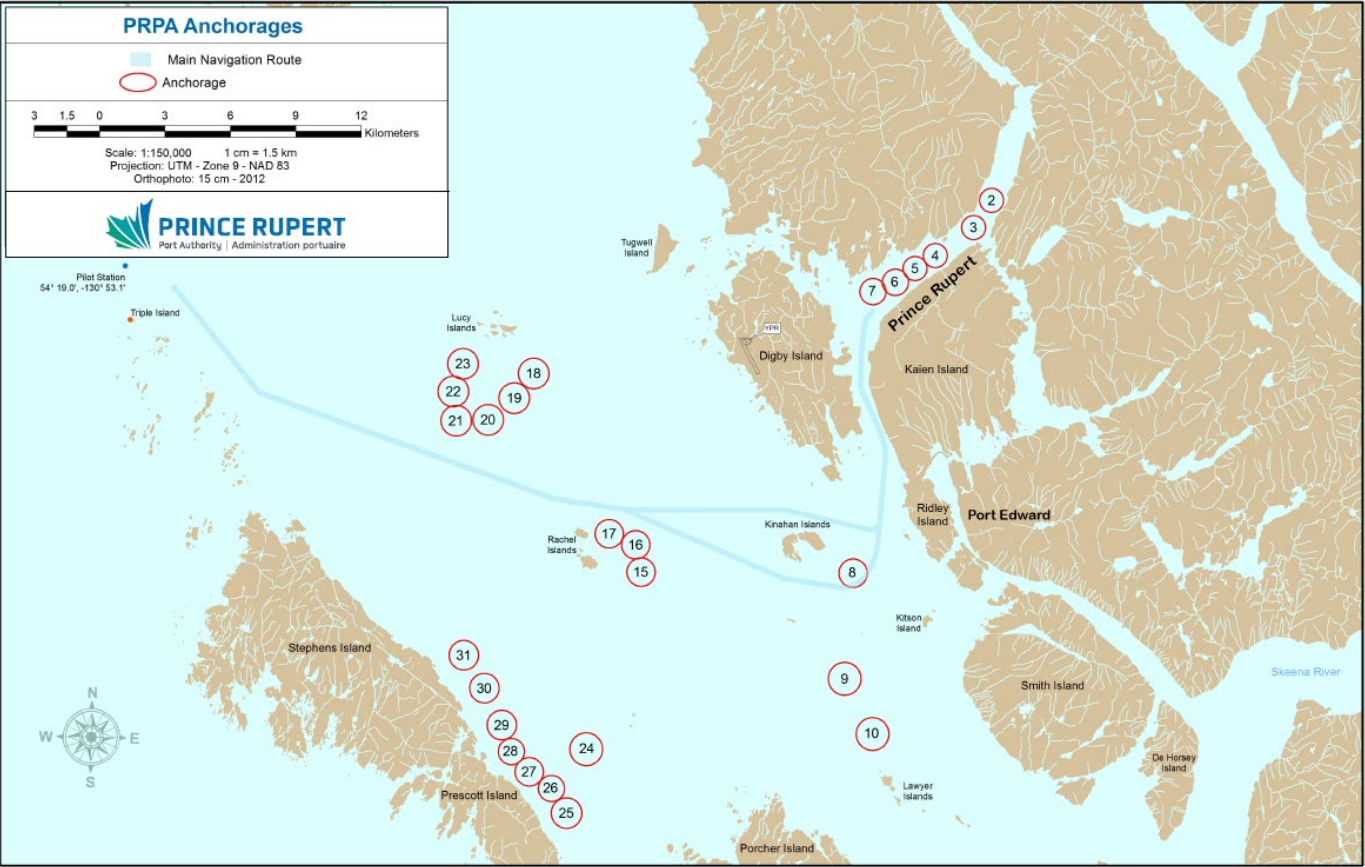 PRPA Anchorages
Main Navigation Route
Anchorage
3 1.5 0 3 6 9 12
Kilometers
Scale: 1:150,000 1 cm = 1.5 km
Projection: UTM - Zone 9 - NAD 83
Orthophoto: 15 cm - 2012
PRINCE RUPERT
Port Authority | Administration portuaire
Pilot Station
54° 19.0', -130° 53.1'
Triple Island
Tugwell
Island
2
3
4
5
6
7
Prince Rupert
Lucy
Islands
YPR
Digby Island
Kaien Island
23
18
22
19
21
20
Ridley
Island
Port Edward
Kinahan Islands
Rachel
Islands
17
16
15
8
Kitson
Island
Stephens Island
31
30
29
28
27
26
25
24
9
10
Smith Island
Skeena River
De Horsey
Island
Lawyer
Islands
Prescott Island
Porcher Island
N
W
E
S